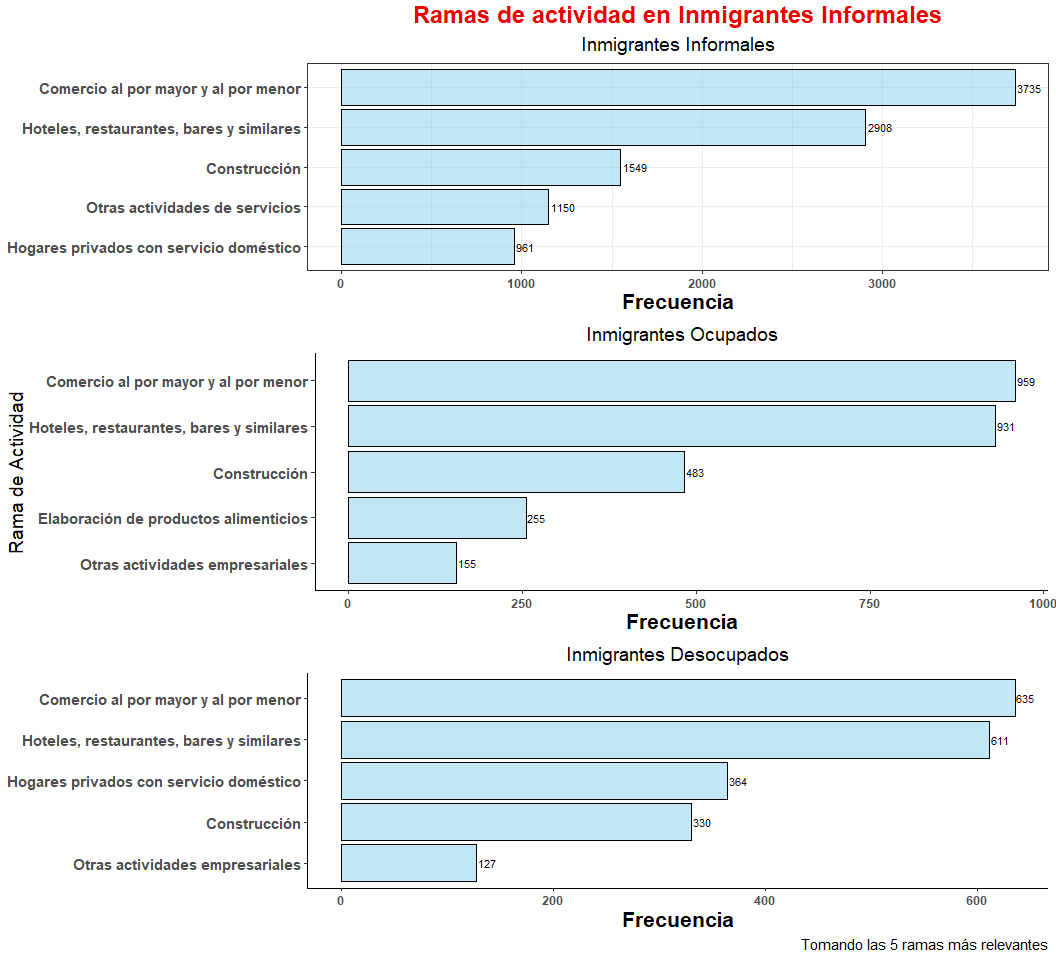 Ramas de actividad en Inmigrantes Informales
Inmigrantes Informales
Comercio al por mayor y al por menor 3735
Hoteles, restaurantes, bares y similares 2908
Construcción 1549
Otras actividades de servicios 1150
Hogares privados con servicio doméstico 961
0 1000 2000 3000
Frecuencia
Inmigrantes Ocupados
Rama de Actividad
Comercio al por mayor y al por menor 959
Hoteles, restaurantes, bares y similares 931
Construcción 483
Elaboración de productos alimenticios 255
Otras actividades empresariales 155
0 250 500 750 1000
Frecuencia
Inmigrantes Desocupados
Comercio al por mayor y al por menor 635
Hoteles, restaurantes, bares y similares 611
Hogares privados con servicio doméstico 364
Construcción 330
Otras actividades empresariales 127
0 200 400 600
Frecuencia
Tomando las 5 ramas más relevantes